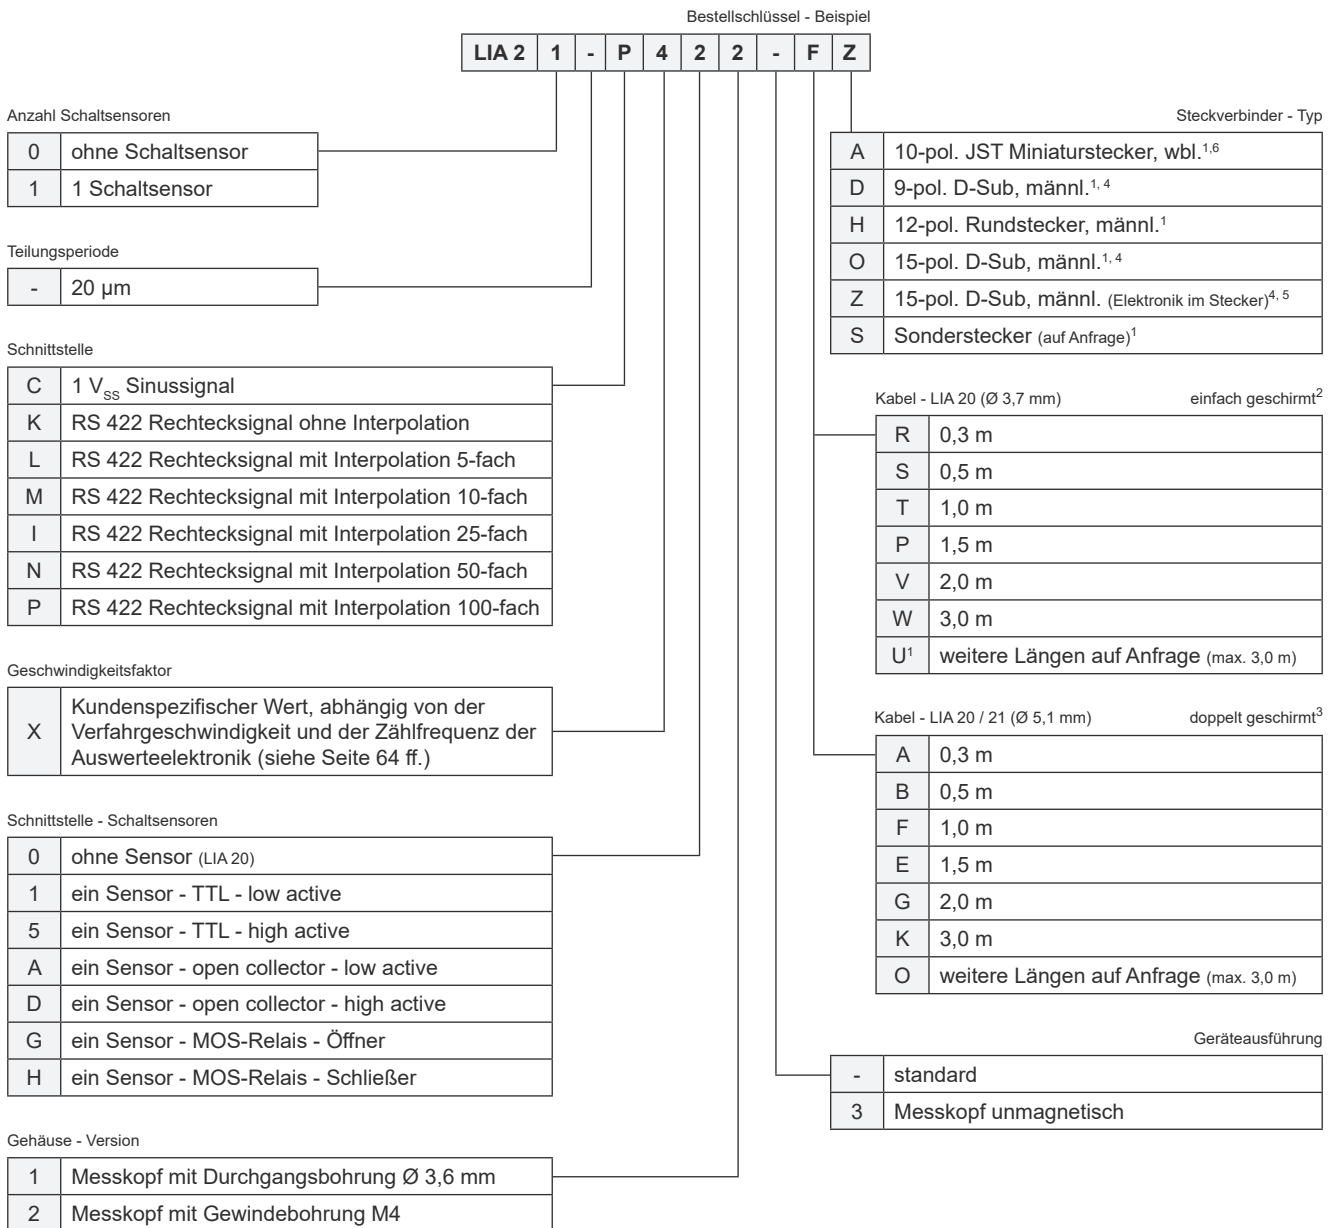 Bestellschlüssel - Beispiel
LIA 2 1 - P 4 2 2 - F Z
Anzahl Schaltsensoren
0 ohne Schaltsensor
1 1 Schaltsensor
Teilungsperiode
- 20 µm
Schnittstelle
C 1 Vss Sinussignal
K RS 422 Rechtecksignal ohne Interpolation
L RS 422 Rechtecksignal mit Interpolation 5-fach
M RS 422 Rechtecksignal mit Interpolation 10-fach
I RS 422 Rechtecksignal mit Interpolation 25-fach
N RS 422 Rechtecksignal mit Interpolation 50-fach
P RS 422 Rechtecksignal mit Interpolation 100-fach
Geschwindigkeitsfaktor
X
Kundenspezifischer Wert, abhängig von der
Verfahrgeschwindigkeit und der Zählfrequenz der
Auswerteelektronik (siehe Seite 64 ff.)
Schnittstelle - Schaltsensoren
0 ohne Sensor (LIA 20)
1 ein Sensor - TTL - low active
5 ein Sensor - TTL - high active
A ein Sensor - open collector - low active
D ein Sensor - open collector - high active
G ein Sensor - MOS-Relais - Öffner
H ein Sensor - MOS-Relais - Schließer
Gehäuse - Version
1 Messkopf mit Durchgangsbohrung Ø 3,6 mm
2 Messkopf mit Gewindebohrung M4
Steckverbinder - Typ
A 10-pol. JST Miniaturstecker, wbl.1,6
D 9-pol. D-Sub, männl.1, 4
H 12-pol. Rundstecker, männl.1
O 15-pol. D-Sub, männl.1, 4
Z 15-pol. D-Sub, männl. (Elektronik im Stecker)4, 5
S Sonderstecker (auf Anfrage)1
Kabel - LIA 20 (Ø 3,7 mm) einfach geschirmt2
R 0,3 m
S 0,5 m
T 1,0 m
P 1,5 m
V 2,0 m
W 3,0 m
U1 weitere Längen auf Anfrage (max. 3,0 m)
Kabel - LIA 20 / 21 (Ø 5,1 mm) doppelt geschirmt3
A 0,3 m
B 0,5 m
F 1,0 m
E 1,5 m
G 2,0 m
K 3,0 m
O weitere Längen auf Anfrage (max. 3,0 m)
Geräteausführung
- standard
3 Messkopf unmagnetisch